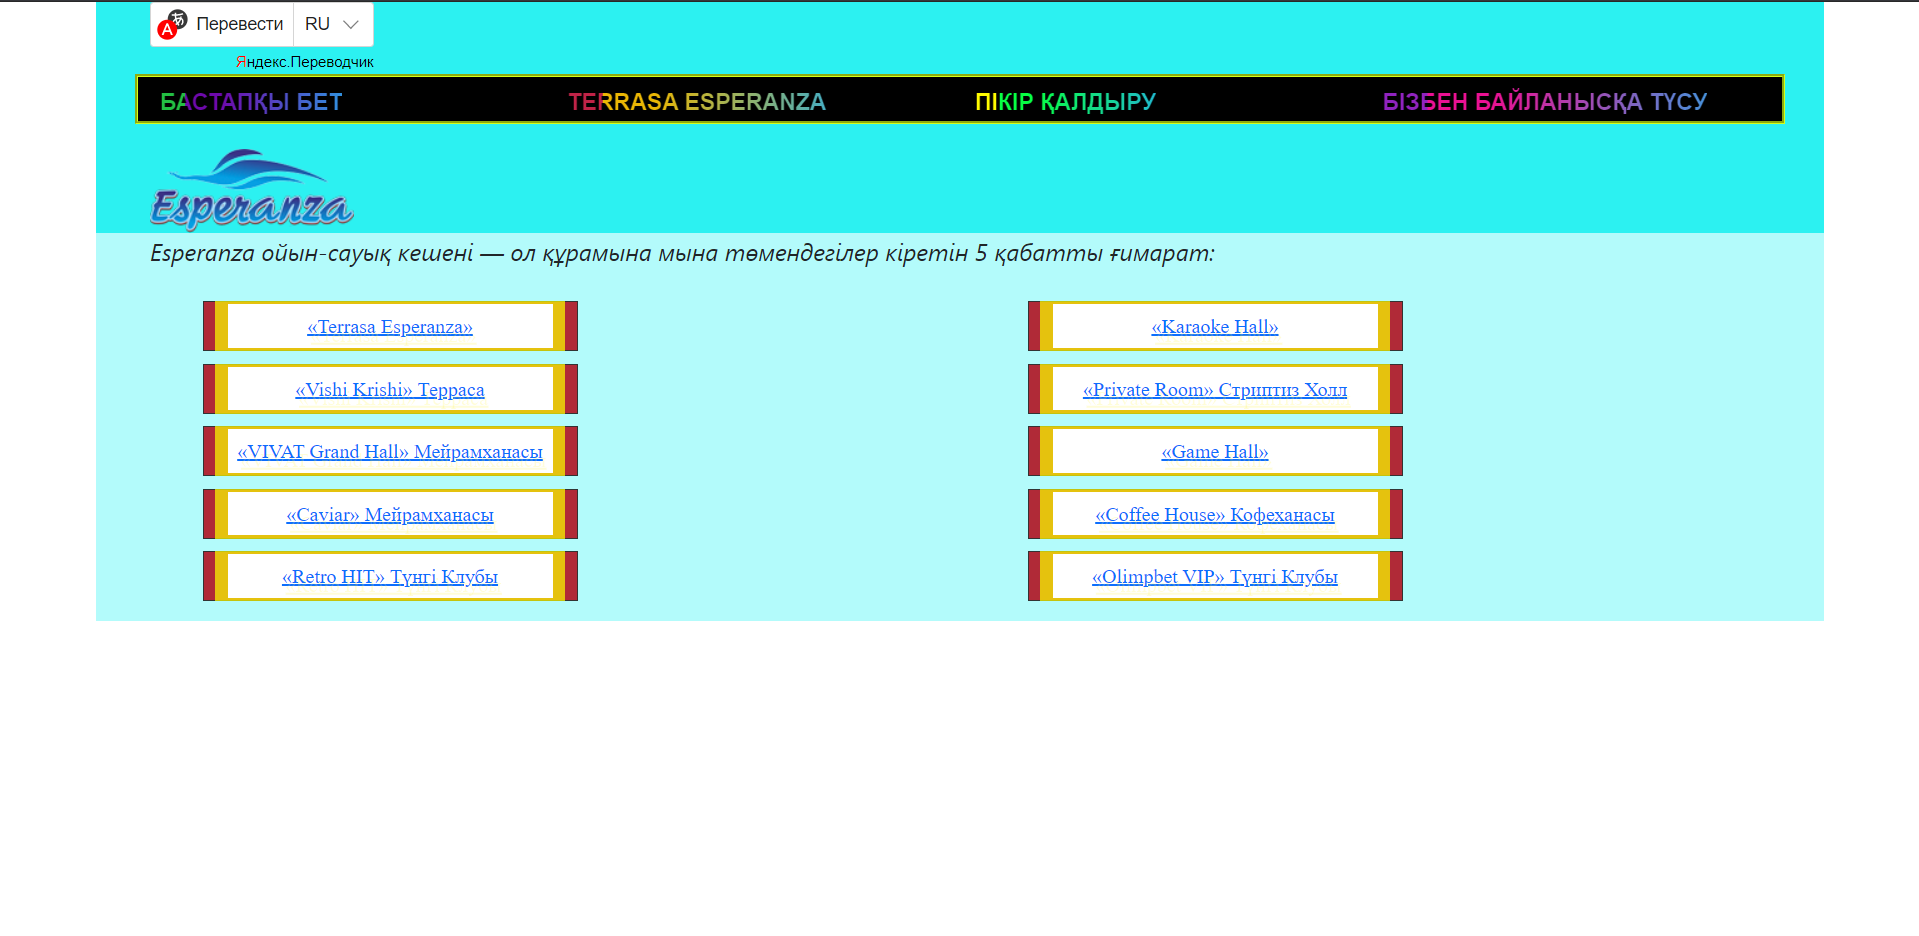 Перевести RU
Яндекс.Переводчик
БАСТАПҚЫ БЕТ TERRASA ESPERANZA ПІКІР ҚАЛДЫРУ БІЗБЕН БАЙЛАНЫСҚА ТҮСУ
Esperanza
Esperanza ойын-сауық кешені — ол құрамына мына төмендегілер кіретін 5 қабатты ғимарат:
«Terrasa Esperanza»
«Vishi Krishi» Терраса
«VIVAT Grand Hall» Мейрамханасы
«Caviar» Мейрамханасы
«Retro HIT» Түнгі Клубы
«Karaoke Hall»
«Private Room» Стриптиз Холл
«Game Hall»
«Coffee House» Кофеханасы
«Olimpbet VIP» Түнгі Клубы